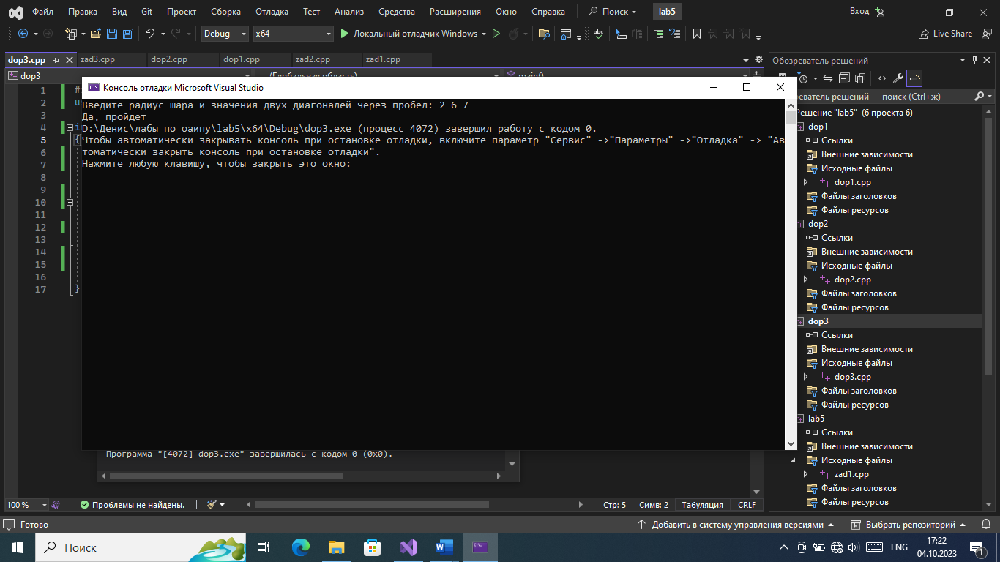 Файл Правка Вид Git Проект Сборка Отладка Тест Анализ Средства Расширения Окно Справка Поиск lab5 Вход
Debug x64 Локальный отладчик Windows Live Share
dop3.cpp zad3.cpp dop2.cpp dop1.cpp zad2.cpp zad1.cpp
dop3 (Глобальная область) main()
1 #
2 u
3
4 in
5 {
6
7
8
9
10
11
12
13
14
15
16
17 }
Консоль отладки Microsoft Visual Studio
Введите радиус шара и значения двух диагоналей через пробел: 2 6 7
Да, пройдет
D:\Денис\лабы по оаипу\lab5\x64\Debug\dop3.exe (процесс 4072) завершил работу с кодом 0.
Чтобы автоматически закрывать консоль при остановке отладки, включите параметр "Сервис" ->"Параметры" ->"Отладка" -> "Ав
томатически закрыть консоль при остановке отладки".
Нажмите любую клавишу, чтобы закрыть это окно:
Программа "[4072] dop3.exe" завершилась с кодом 0 (0x0).
100 % Проблемы не найдены. Стр: 5 Симв: 2 Табуляция CRLF
Обозреватель решений
еватель решений — поиск (Ctrl+ж)
Решение "lab5" (6 проекта 6)
dop1
Ссылки
Внешние зависимости
Исходные файлы
dop1.cpp
Файлы заголовков
Файлы ресурсов
dop2
Ссылки
Внешние зависимости
Исходные файлы
dop2.cpp
Файлы заголовков
Файлы ресурсов
dop3
Ссылки
Внешние зависимости
Исходные файлы
dop3.cpp
Файлы заголовков
Файлы ресурсов
lab5
Ссылки
Внешние зависимости
Исходные файлы
zad1.cpp
Файлы заголовков
Файлы ресурсов
Готово Добавить в систему управления версиями Выбрать репозиторий
Поиск ENG 17:22
04.10.2023 1